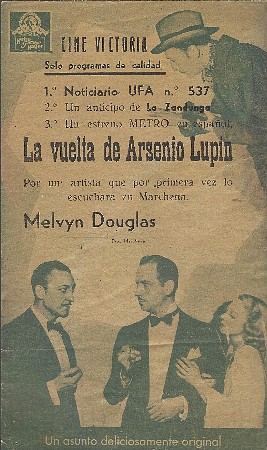 CINE VICTORIA
Solo programas de calidad
1.º Noticiario UFA n.º 537
2.º Un anticipo de La Zandunga
3.º Un estreno METRO en español,
La vuelta de Arsenio Lupin
Por un artista que por primera vez lo
escuchara en Marchena.
Melvyn Douglas
Un asunto deliciosamente original